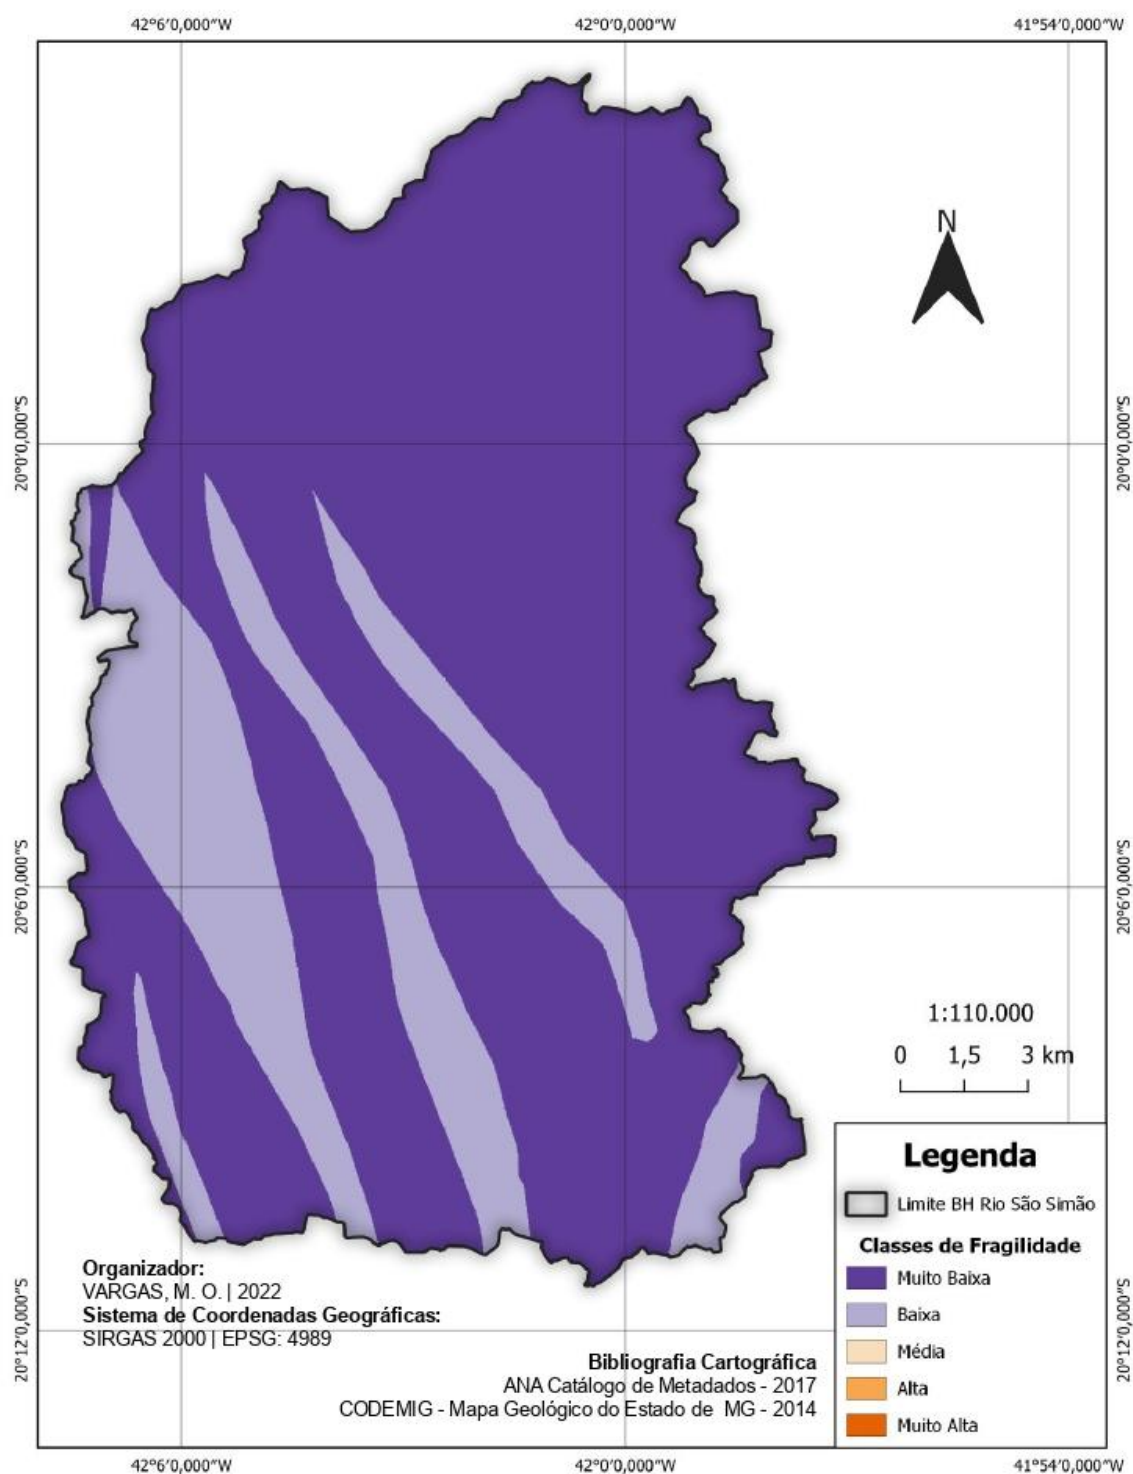 42°6′0,000″W
42°0′0,000″W
41°54′0,000″W
N
20°0′0,000″S
20°0′0,000″S
20°6′0,000″S
20°6′0,000″S
1:110.000
0 1,5 3 km
Legenda
Limite BH Rio São Simão
Classes de Fragilidade
Muito Baixa
Baixa
Média
Alta
Muito Alta
Organizador:
VARGAS, M. O. | 2022
Sistema de Coordenadas Geográficas:
SIRGAS 2000 | EPSG: 4989
20°12′0,000″S
20°12′0,000″S
Bibliografia Cartográfica
ANA Catálogo de Metadados - 2017
CODEMIG - Mapa Geológico do Estado de MG - 2014
42°6′0,000″W
42°0′0,000″W
41°54′0,000″W